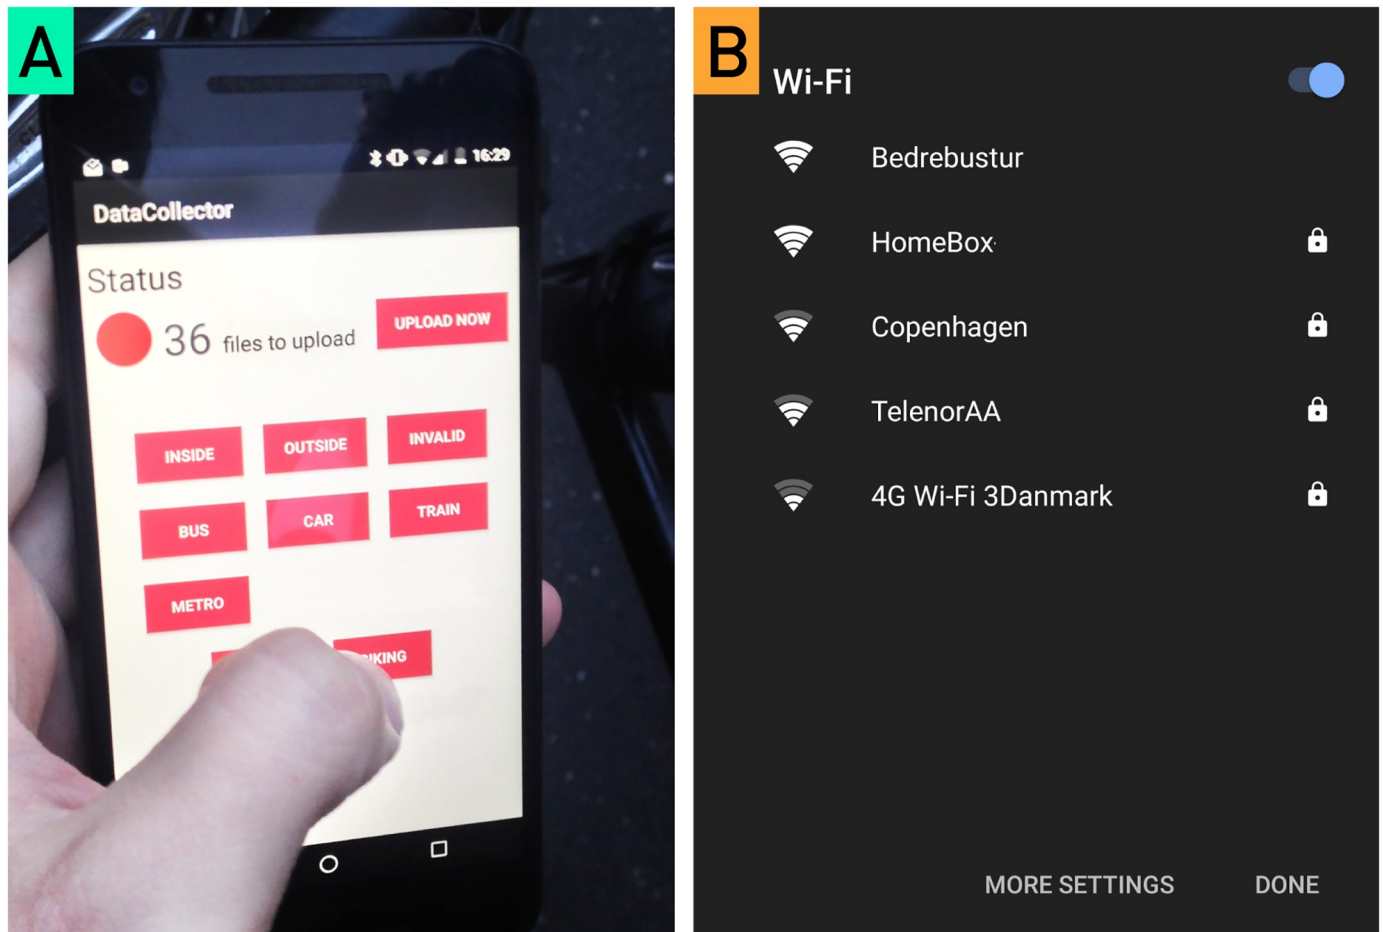 A
16:29
DataCollector
Status
36 files to upload
UPLOAD NOW
INSIDE OUTSIDE INVALID
BUS CAR TRAIN
METRO
B
Wi-Fi
Bedrebustur
HomeBox
Copenhagen
TelenorAA
4G Wi-Fi 3Danmark
MORE SETTINGS DONE